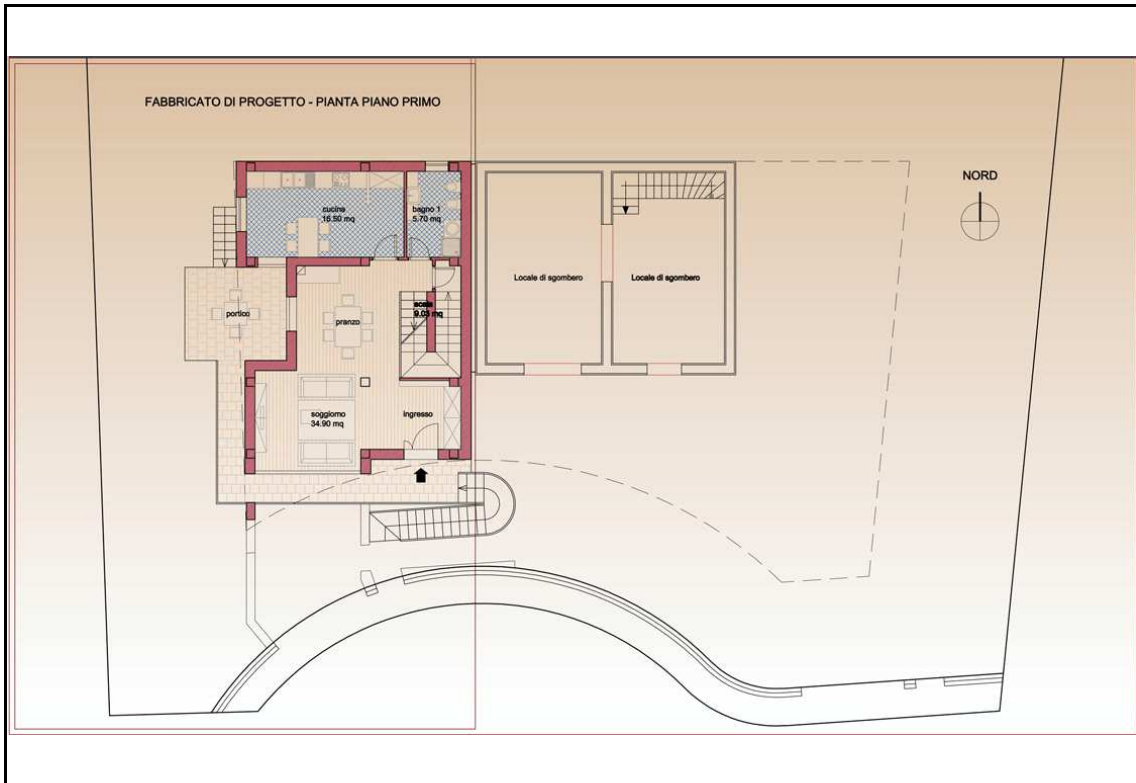 FABBRICATO DI PROGETTO - PIANTA PIANO PRIMO
NORD
cucina
16.50 mq
bagno 1
5.70 mq
Locale di sgombero
Locale di sgombero
scala
9.03 mq
portico
pranzo
soggiorno
34.90 mq
ingresso